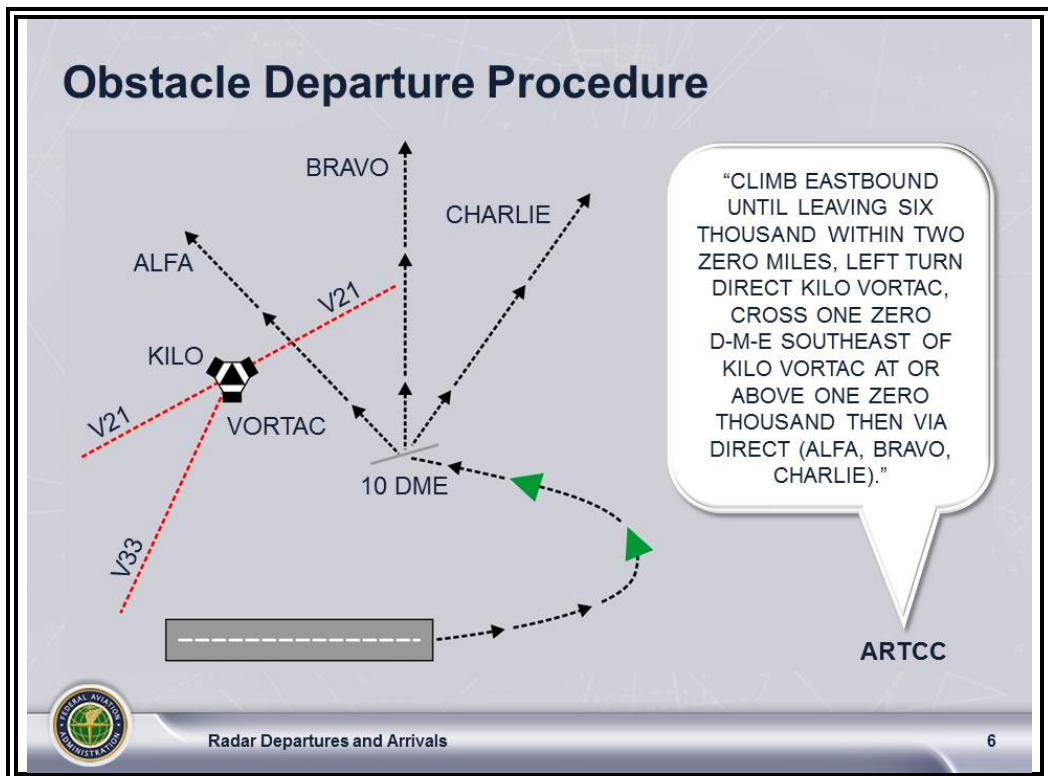 Obstacle Departure Procedure
BRAVO
CHARLIE
ALFA
V21
KILO
V21
VORTAC
10 DME
V33
“CLIMB EASTBOUND
UNTIL LEAVING SIX
THOUSAND WITHIN TWO
ZERO MILES, LEFT TURN
DIRECT KILO VORTAC,
CROSS ONE ZERO
D-M-E SOUTHEAST OF
KILO VORTAC AT OR
ABOVE ONE ZERO
THOUSAND THEN VIA
DIRECT (ALFA, BRAVO,
CHARLIE).”
ARTCC
FEDERAL AVIATION
ADMINISTRATION
Radar Departures and Arrivals
6